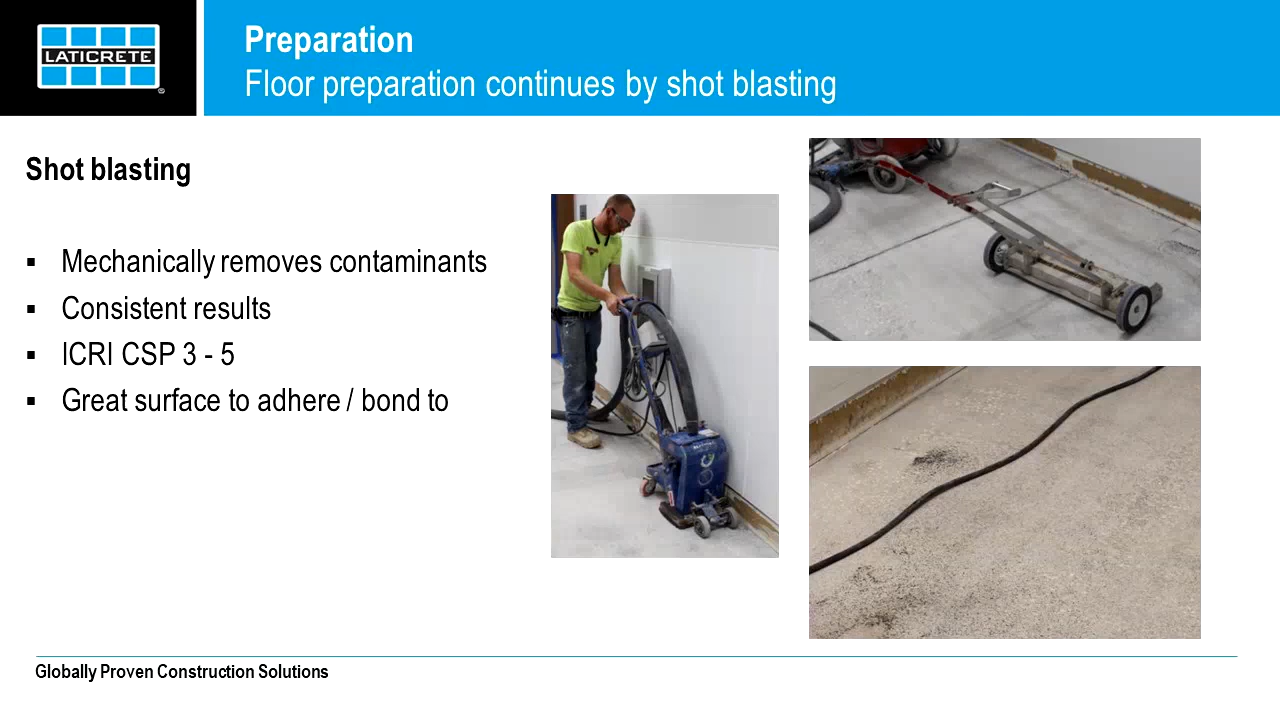 LATICRETE
®
Preparation
Floor preparation continues by shot blasting
Shot blasting
▪ Mechanically removes contaminants
▪ Consistent results
▪ ICRI CSP 3 - 5
▪ Great surface to adhere / bond to
Globally Proven Construction Solutions